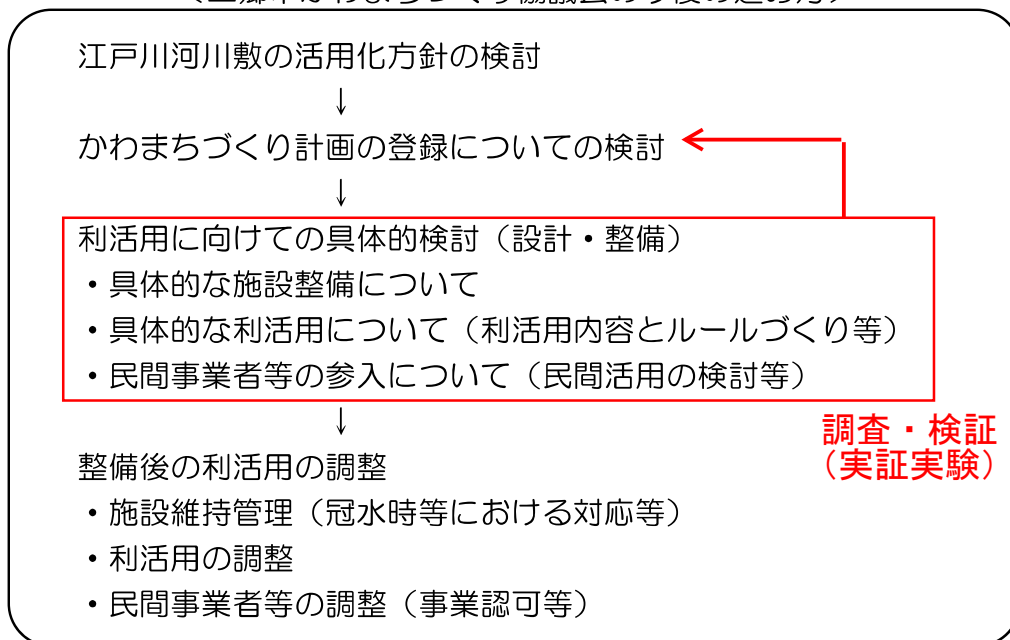 江戸川河川敷の活用化方針の検討
↓
かわまちづくり計画の登録についての検討
↓
利活用に向けての具体的検討（設計・整備）
・具体的な施設整備について
・具体的な利活用について（利活用内容とルールづくり等）
・民間事業者等の参入について（民間活用の検討等）
↓
調査・検証
（実証実験）
整備後の利活用の調整
・施設維持管理（冠水時等における対応等）
・利活用の調整
・民間事業者等の調整（事業認可等）